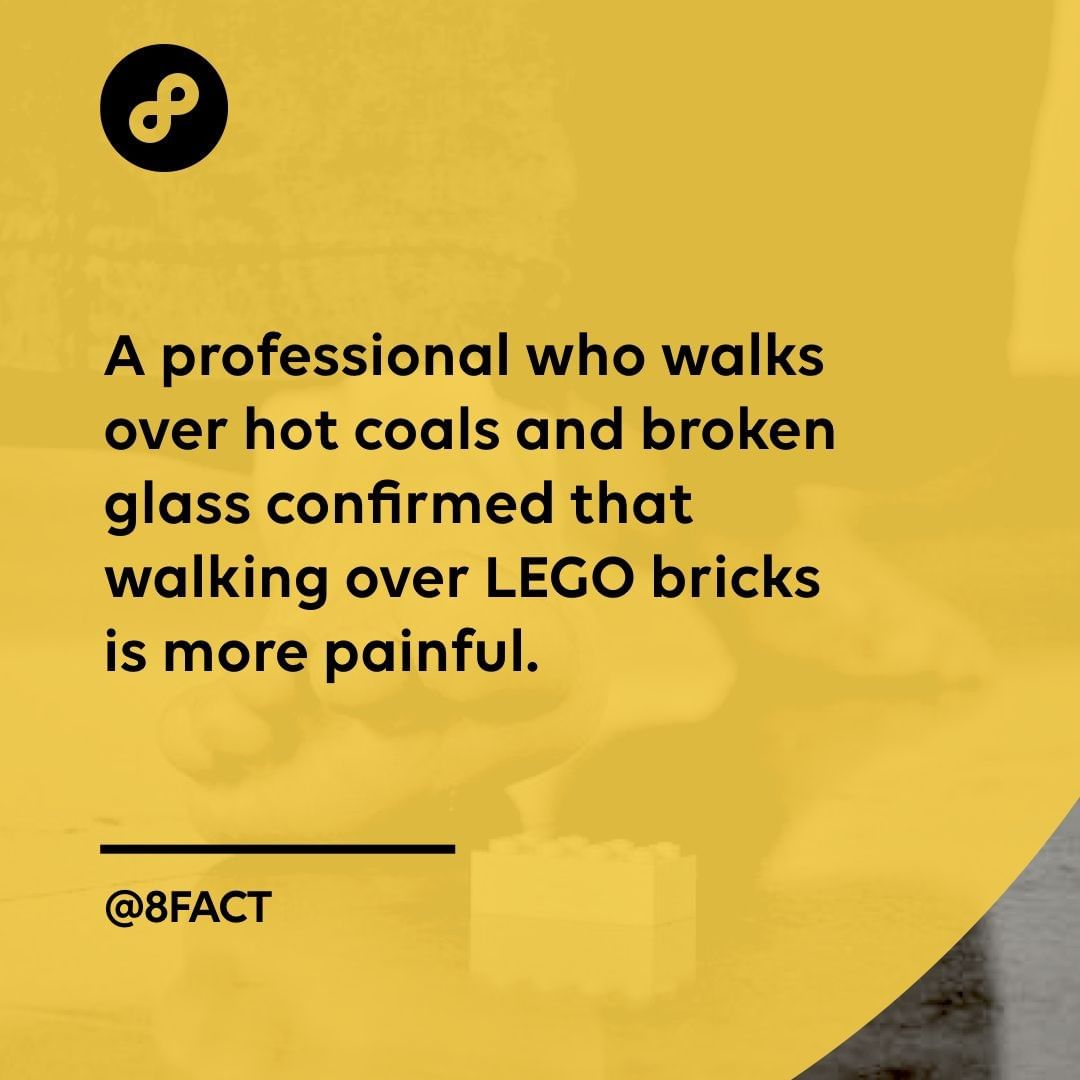 A professional who walks
over hot coals and broken
glass confirmed that
walking over LEGO bricks
is more painful.
@8FACT